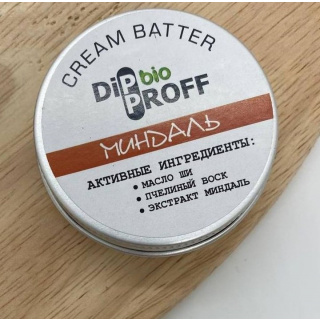 CREAM BATTER
DiP bio
PROFF
МИНДАЛЬ
АКТИВНЫЕ ИНГРЕДИЕНТЫ:
• МАСЛО ШИ
• ПЧЕЛИНЫЙ ВОСК
• ЭКСТРАКТ МИНДАЛЬ